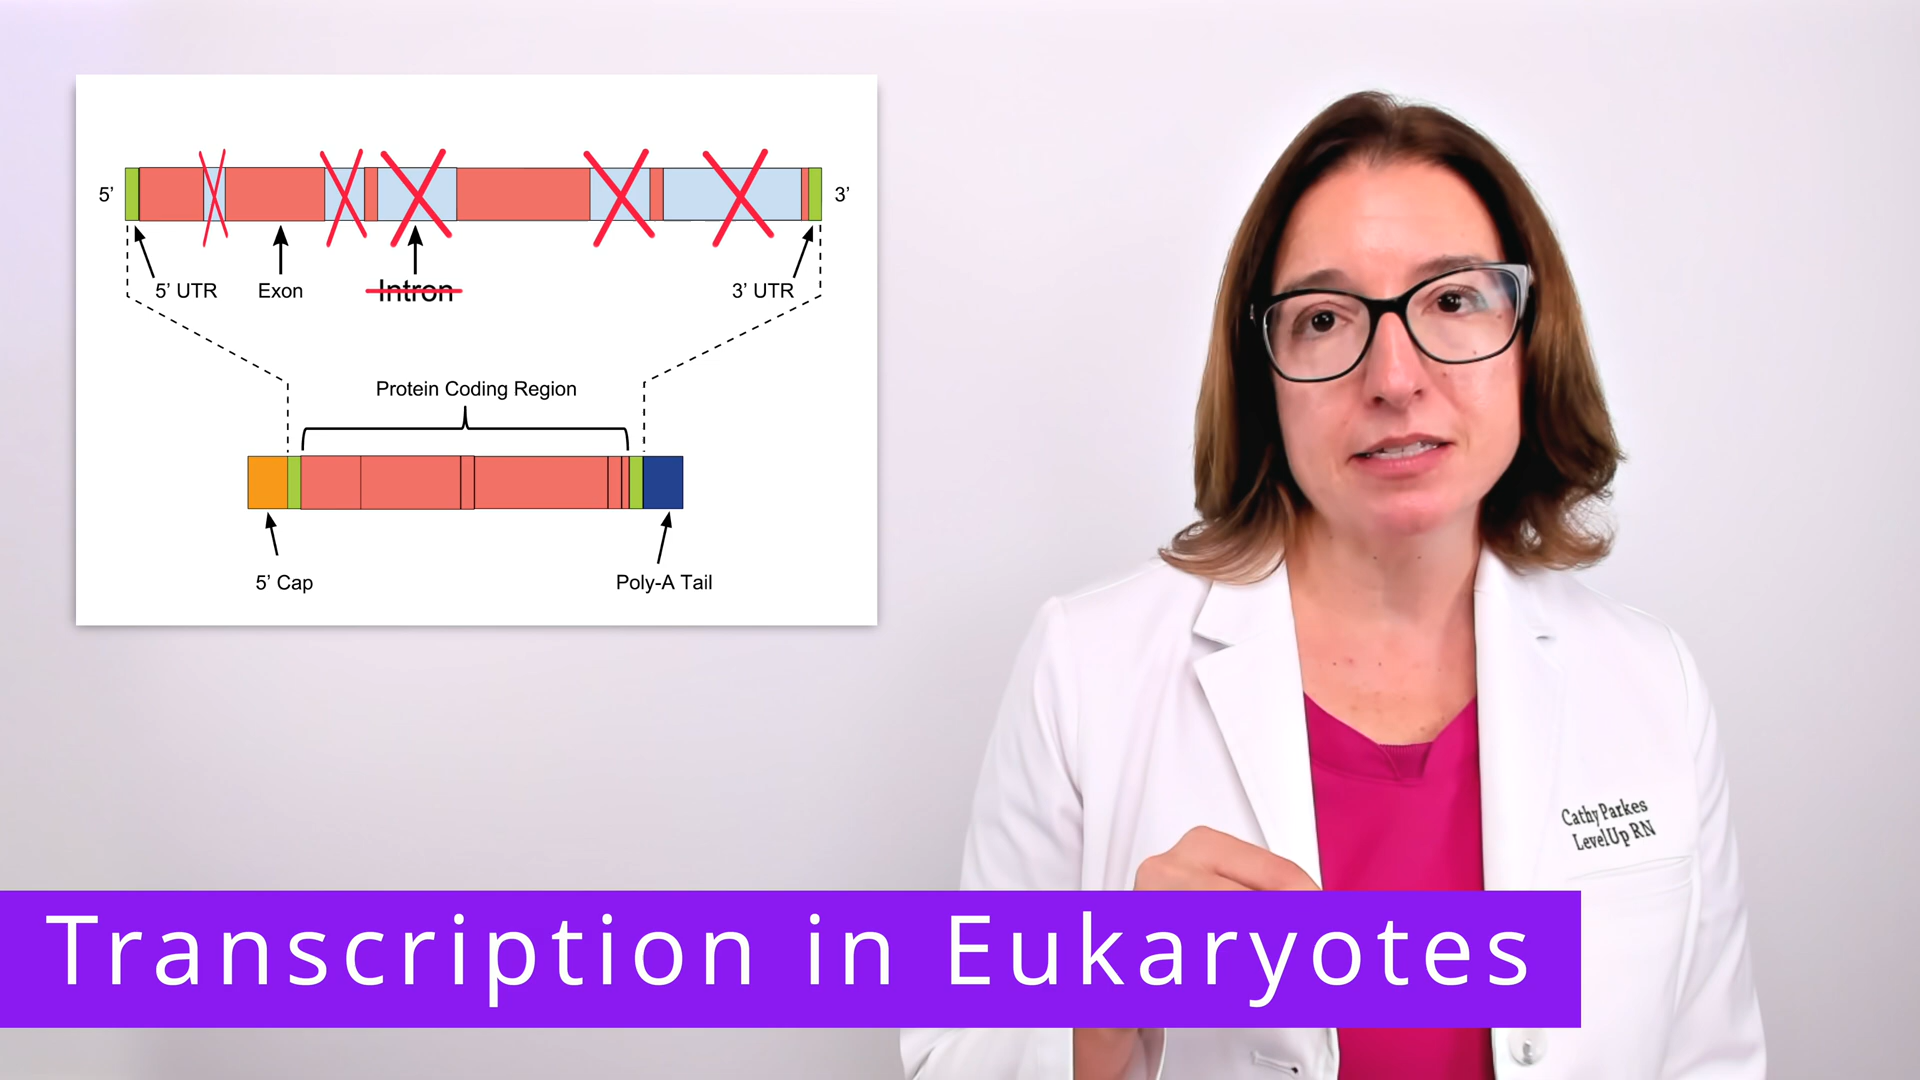 5’
3’
5’ UTR
Exon
Intron
3’ UTR
Protein Coding Region
5’ Cap
Poly-A Tail
Cathy Parkes
LevelUp RN
Transcription in Eukaryotes